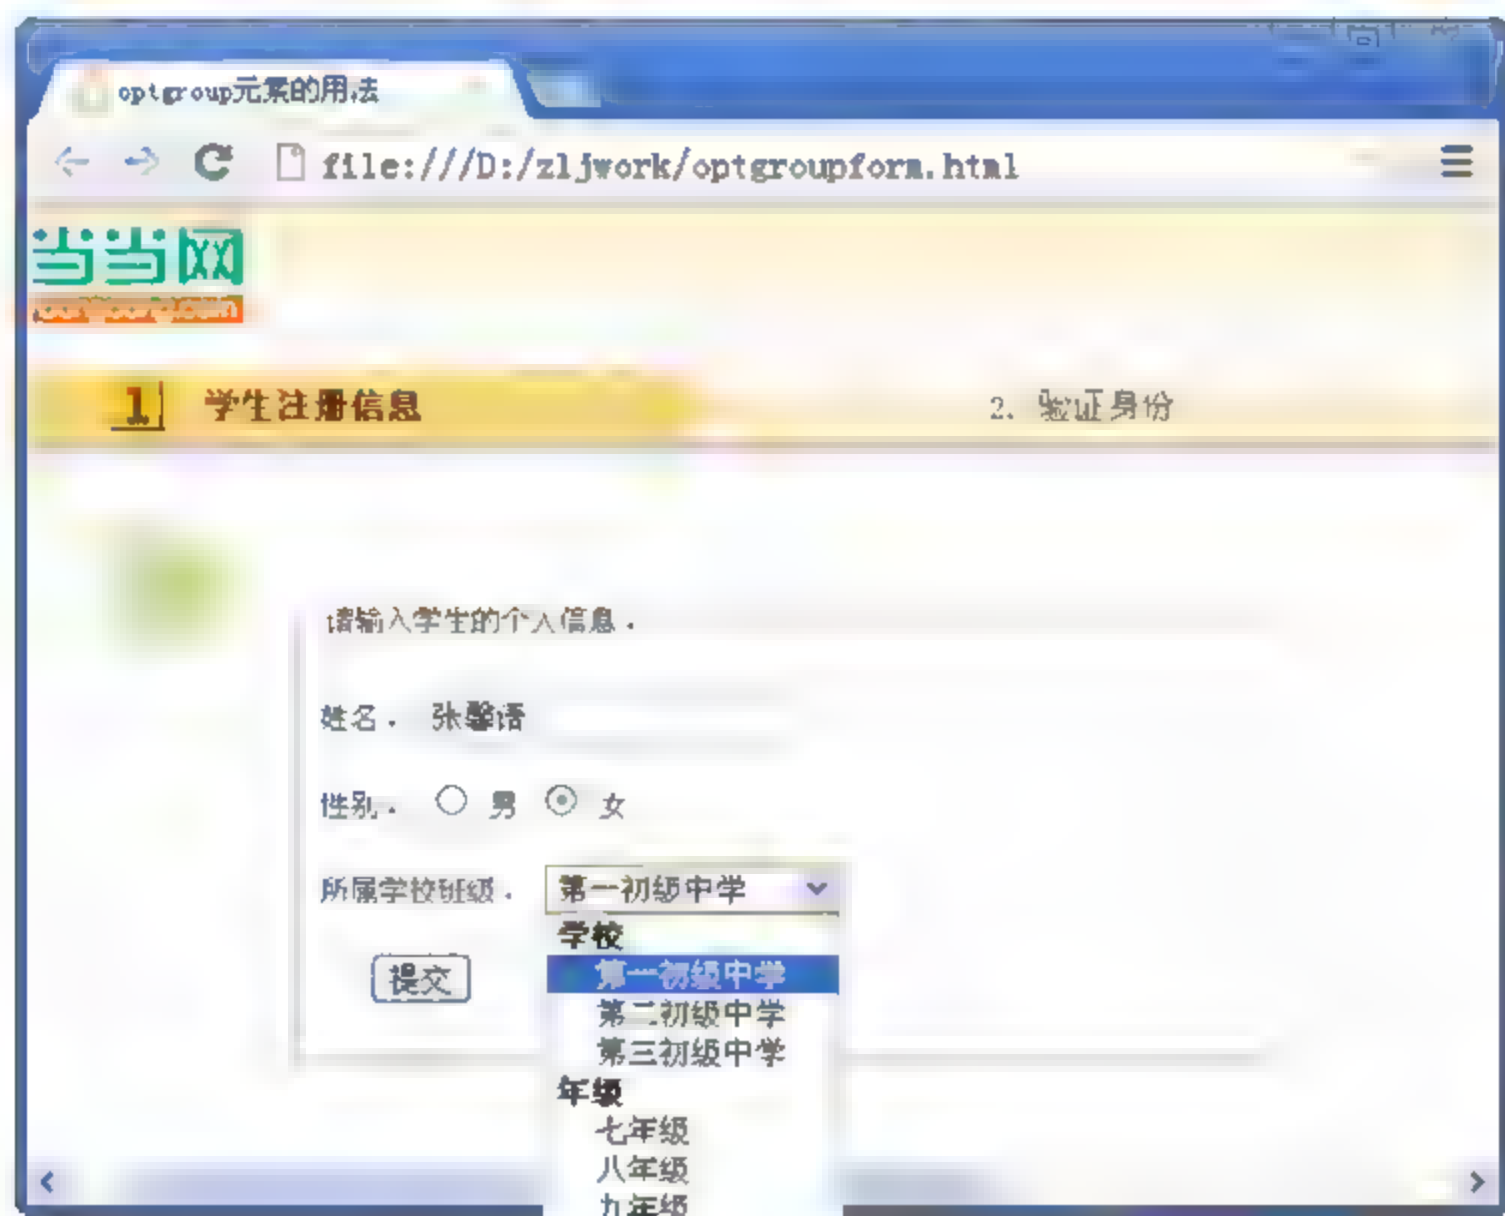 optgroup元素的用法
file:///D:/zljwork/optgroupform.html
当当网
1 学生注册信息
2. 验证身份
请输入学生的个人信息.
姓名. 张馨语
性别. 男 女
所属学校班级. 第一初级中学
学校
提交
第一初级中学
第二初级中学
第三初级中学
年级
七年级
八年级
九年级